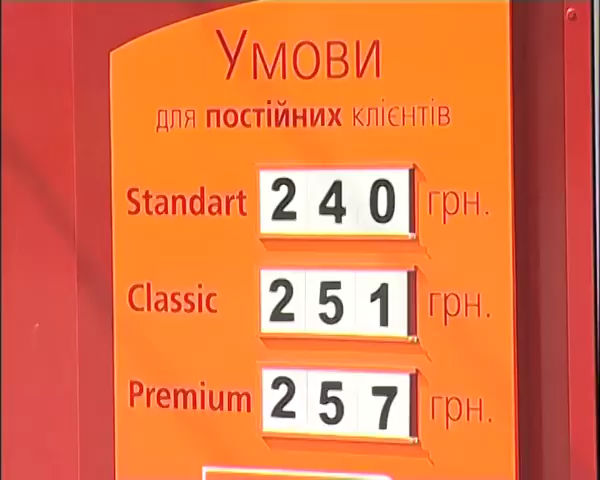 Умови
для постійних клієнтів
Standart 240 грн.
Classic 251 грн.
Premium 257 грн.